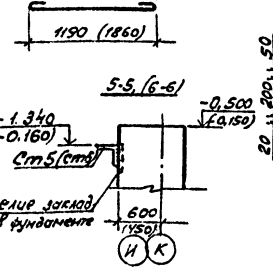 1190 (1860)
5-5, (6-6)
-1.340
-0.160)
-0,500
(-0,150)
20 200 50
Ст5(ст6)
елие заклад
в фундаменте
600
(450)
И К